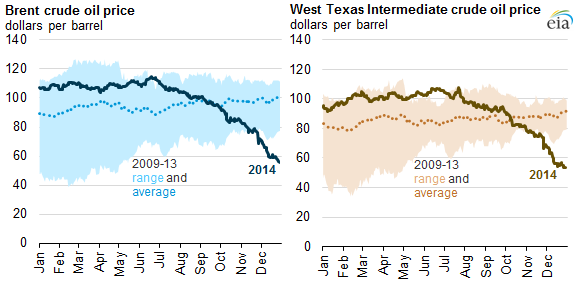 Brent crude oil price
dollars per barrel
140
120
100
80
60
40
20
0
2009-13
range and
average
2014
Jan
Feb
Mar
Apr
May
Jun
Jul
Aug
Sep
Oct
Nov
Dec
West Texas Intermediate crude oil price
dollars per barrel
eia
140
120
100
80
60
40
20
0
2009-13
range and
average
2014
Jan
Feb
Mar
Apr
May
Jun
Jul
Aug
Sep
Oct
Nov
Dec